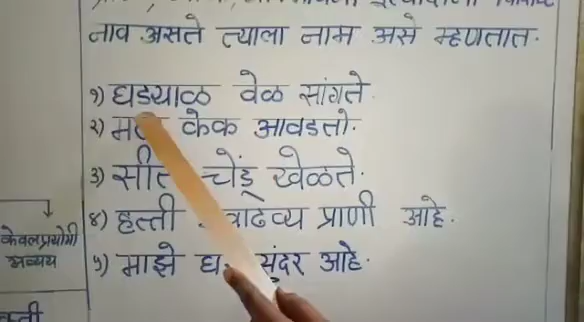 नाव असते त्याला नाम असे म्हणतात.
१) घड्याळ वेळ सांगते.
२) केक आवडतो.
३) चेंडू खेळते.
४) हत्ती प्राणी आहे.
५) माझे सुंदर आहे.
केवलप्रयोगी
अव्यय